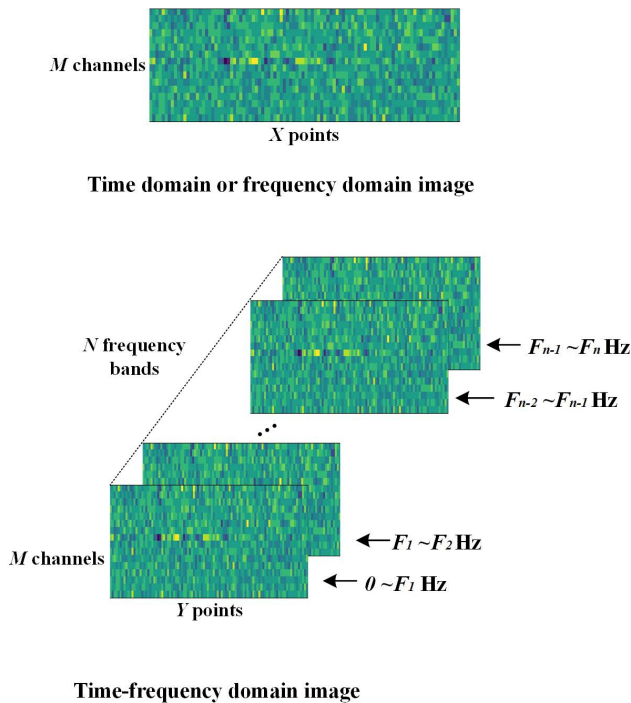 M channels
X points
Time domain or frequency domain image
N frequency
bands
Fn-1 ~Fn Hz
Fn-2 ~Fn-1 Hz
...
F1 ~F2 Hz
M channels
0 ~F1 Hz
Y points
Time-frequency domain image